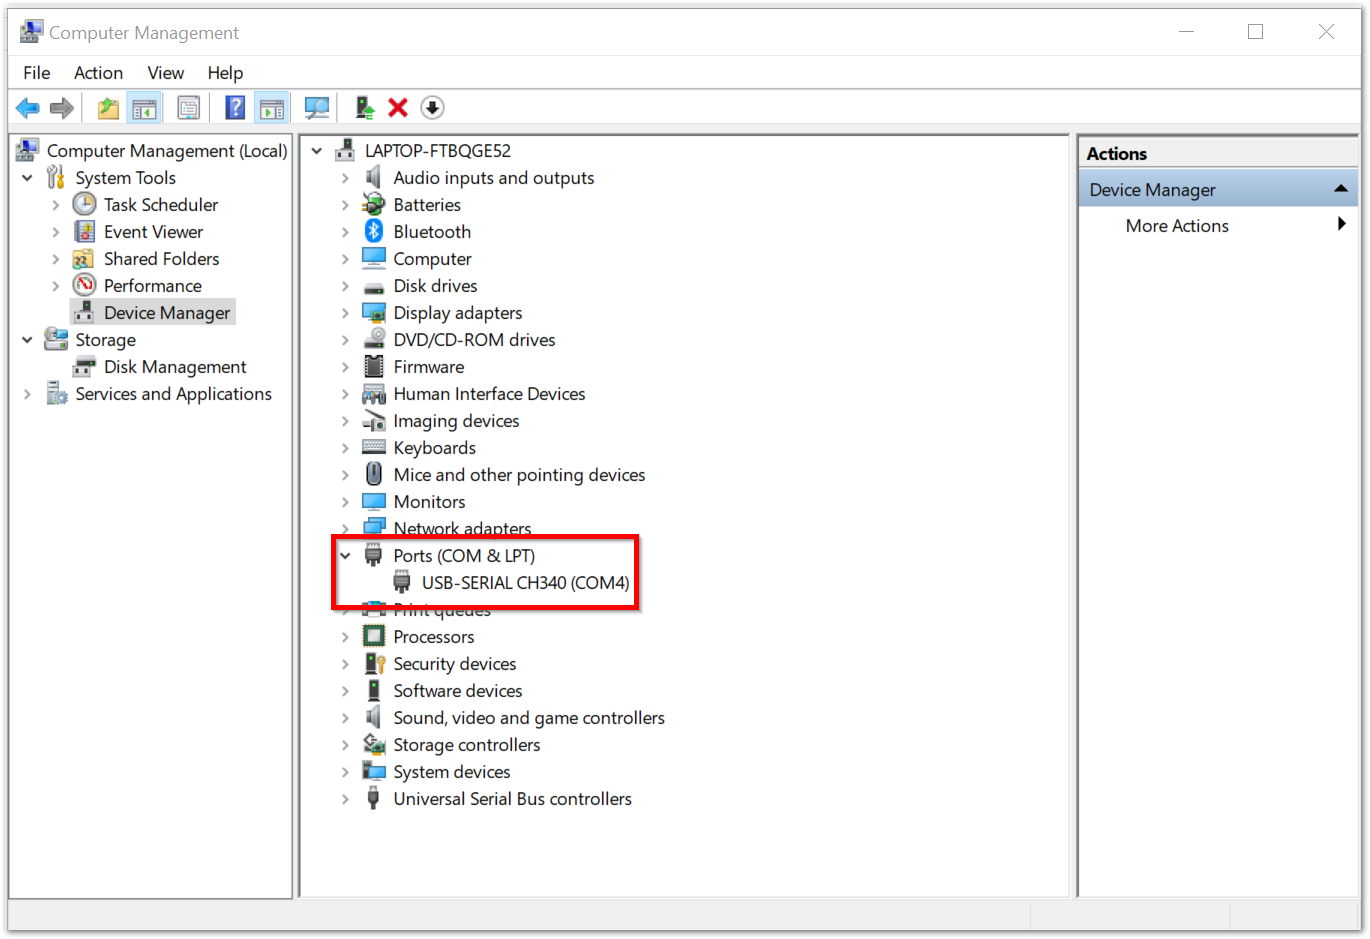 Computer Management
File Action View Help
Computer Management (Local)
System Tools
Task Scheduler
Event Viewer
Shared Folders
Performance
Device Manager
Storage
Disk Management
Services and Applications
LAPTOP-FTBQGE52
Audio inputs and outputs
Batteries
Bluetooth
Computer
Disk drives
Display adapters
DVD/CD-ROM drives
Firmware
Human Interface Devices
Imaging devices
Keyboards
Mice and other pointing devices
Monitors
Network adapters
Ports (COM & LPT)
USB-SERIAL CH340 (COM4)
Print queues
Processors
Security devices
Software devices
Sound, video and game controllers
Storage controllers
System devices
Universal Serial Bus controllers
Actions
Device Manager
More Actions